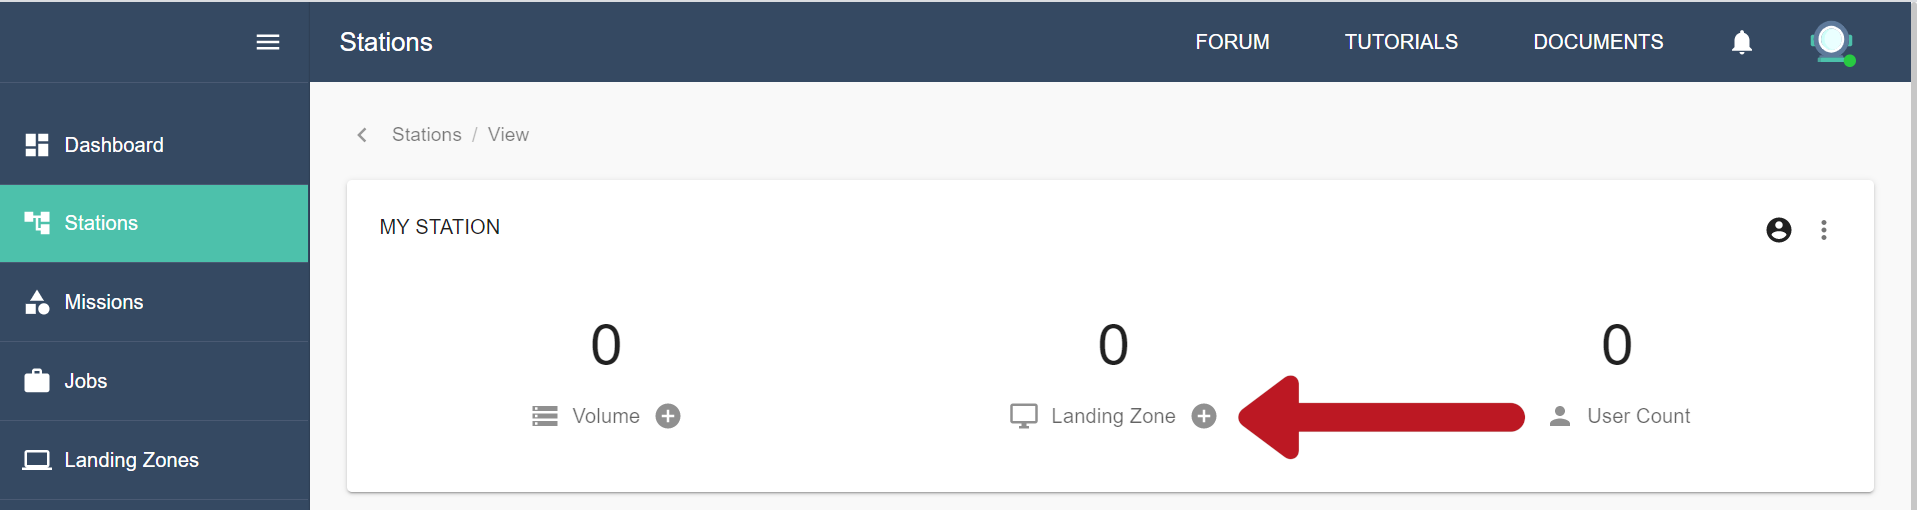 Stations
FORUM
TUTORIALS
DOCUMENTS
Dashboard
Stations
Missions
Jobs
Landing Zones
Stations / View
MY STATION
0
Volume
0
Landing Zone
0
User Count